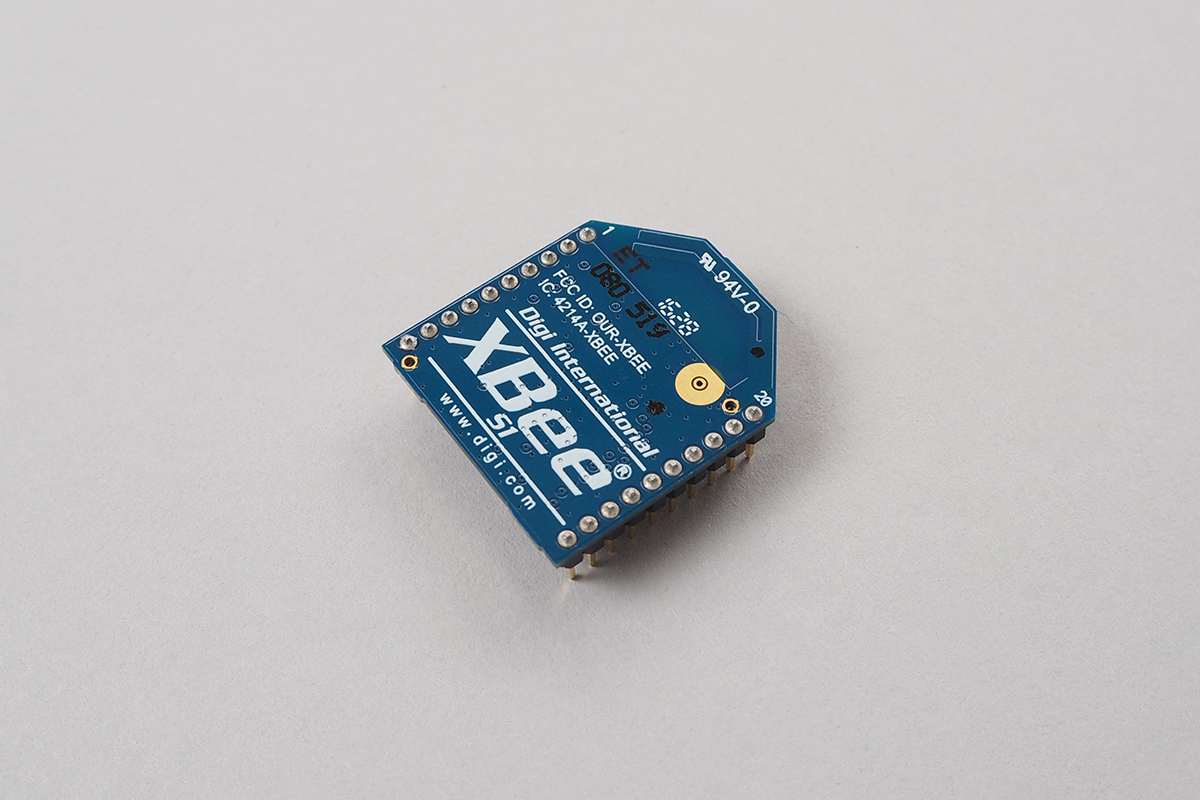 1
ET
080 519
1628
94V-0
FCC ID: OUR-XBEE
IC: 4214A-XBEE
Digi International
XBee®
S1
www.digi.com
20